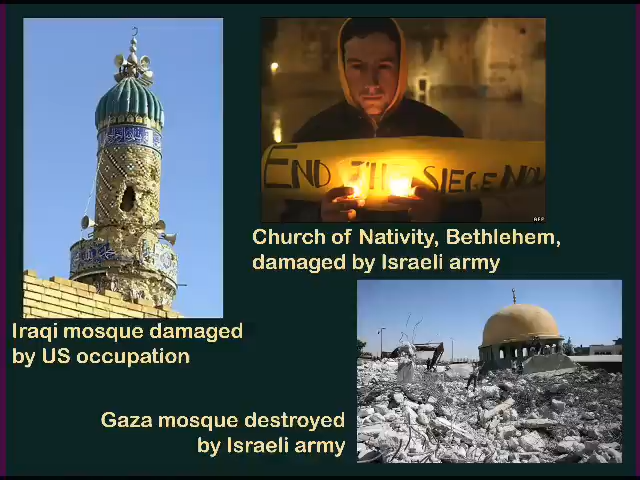 END THE SIEGE NOW
AFP
Church of Nativity, Bethlehem,
damaged by Israeli army
Iraqi mosque damaged
by US occupation
Gaza mosque destroyed
by Israeli army